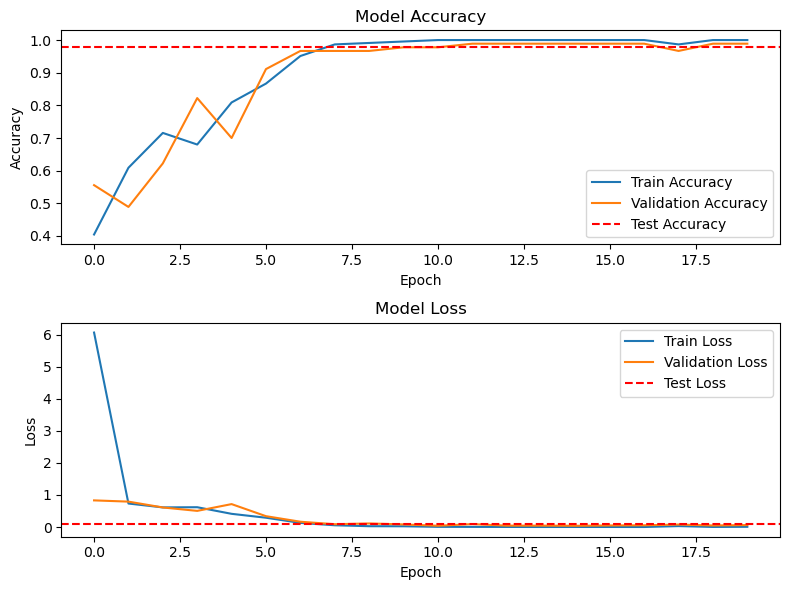 Model Accuracy
1.0
0.9
0.8
0.7
0.6
0.5
0.4
Accuracy
Train Accuracy
Validation Accuracy
Test Accuracy
0.0 2.5 5.0 7.5 10.0 12.5 15.0 17.5
Epoch
Model Loss
6
5
4
3
2
1
0
Loss
Train Loss
Validation Loss
Test Loss
0.0 2.5 5.0 7.5 10.0 12.5 15.0 17.5
Epoch